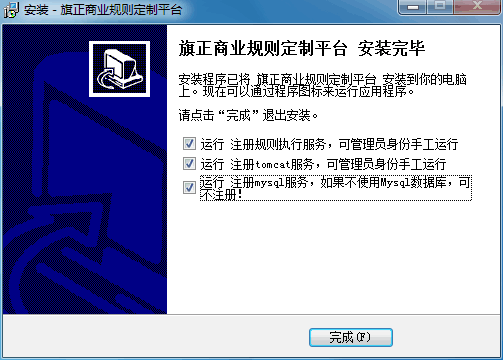 安装 - 旗正商业规则定制平台
旗正商业规则定制平台 安装完毕
安装程序已将 旗正商业规则定制平台 安装到你的电脑
上。现在可以通过程序图标来运行应用程序。
请点击“完成”退出安装。
运行 注册规则执行服务，可管理员身份手工运行
运行 注册tomcat服务，可管理员身份手工运行
运行 注册mysql服务，如果不使用Mysql数据库，可
不注册！
完成(F)